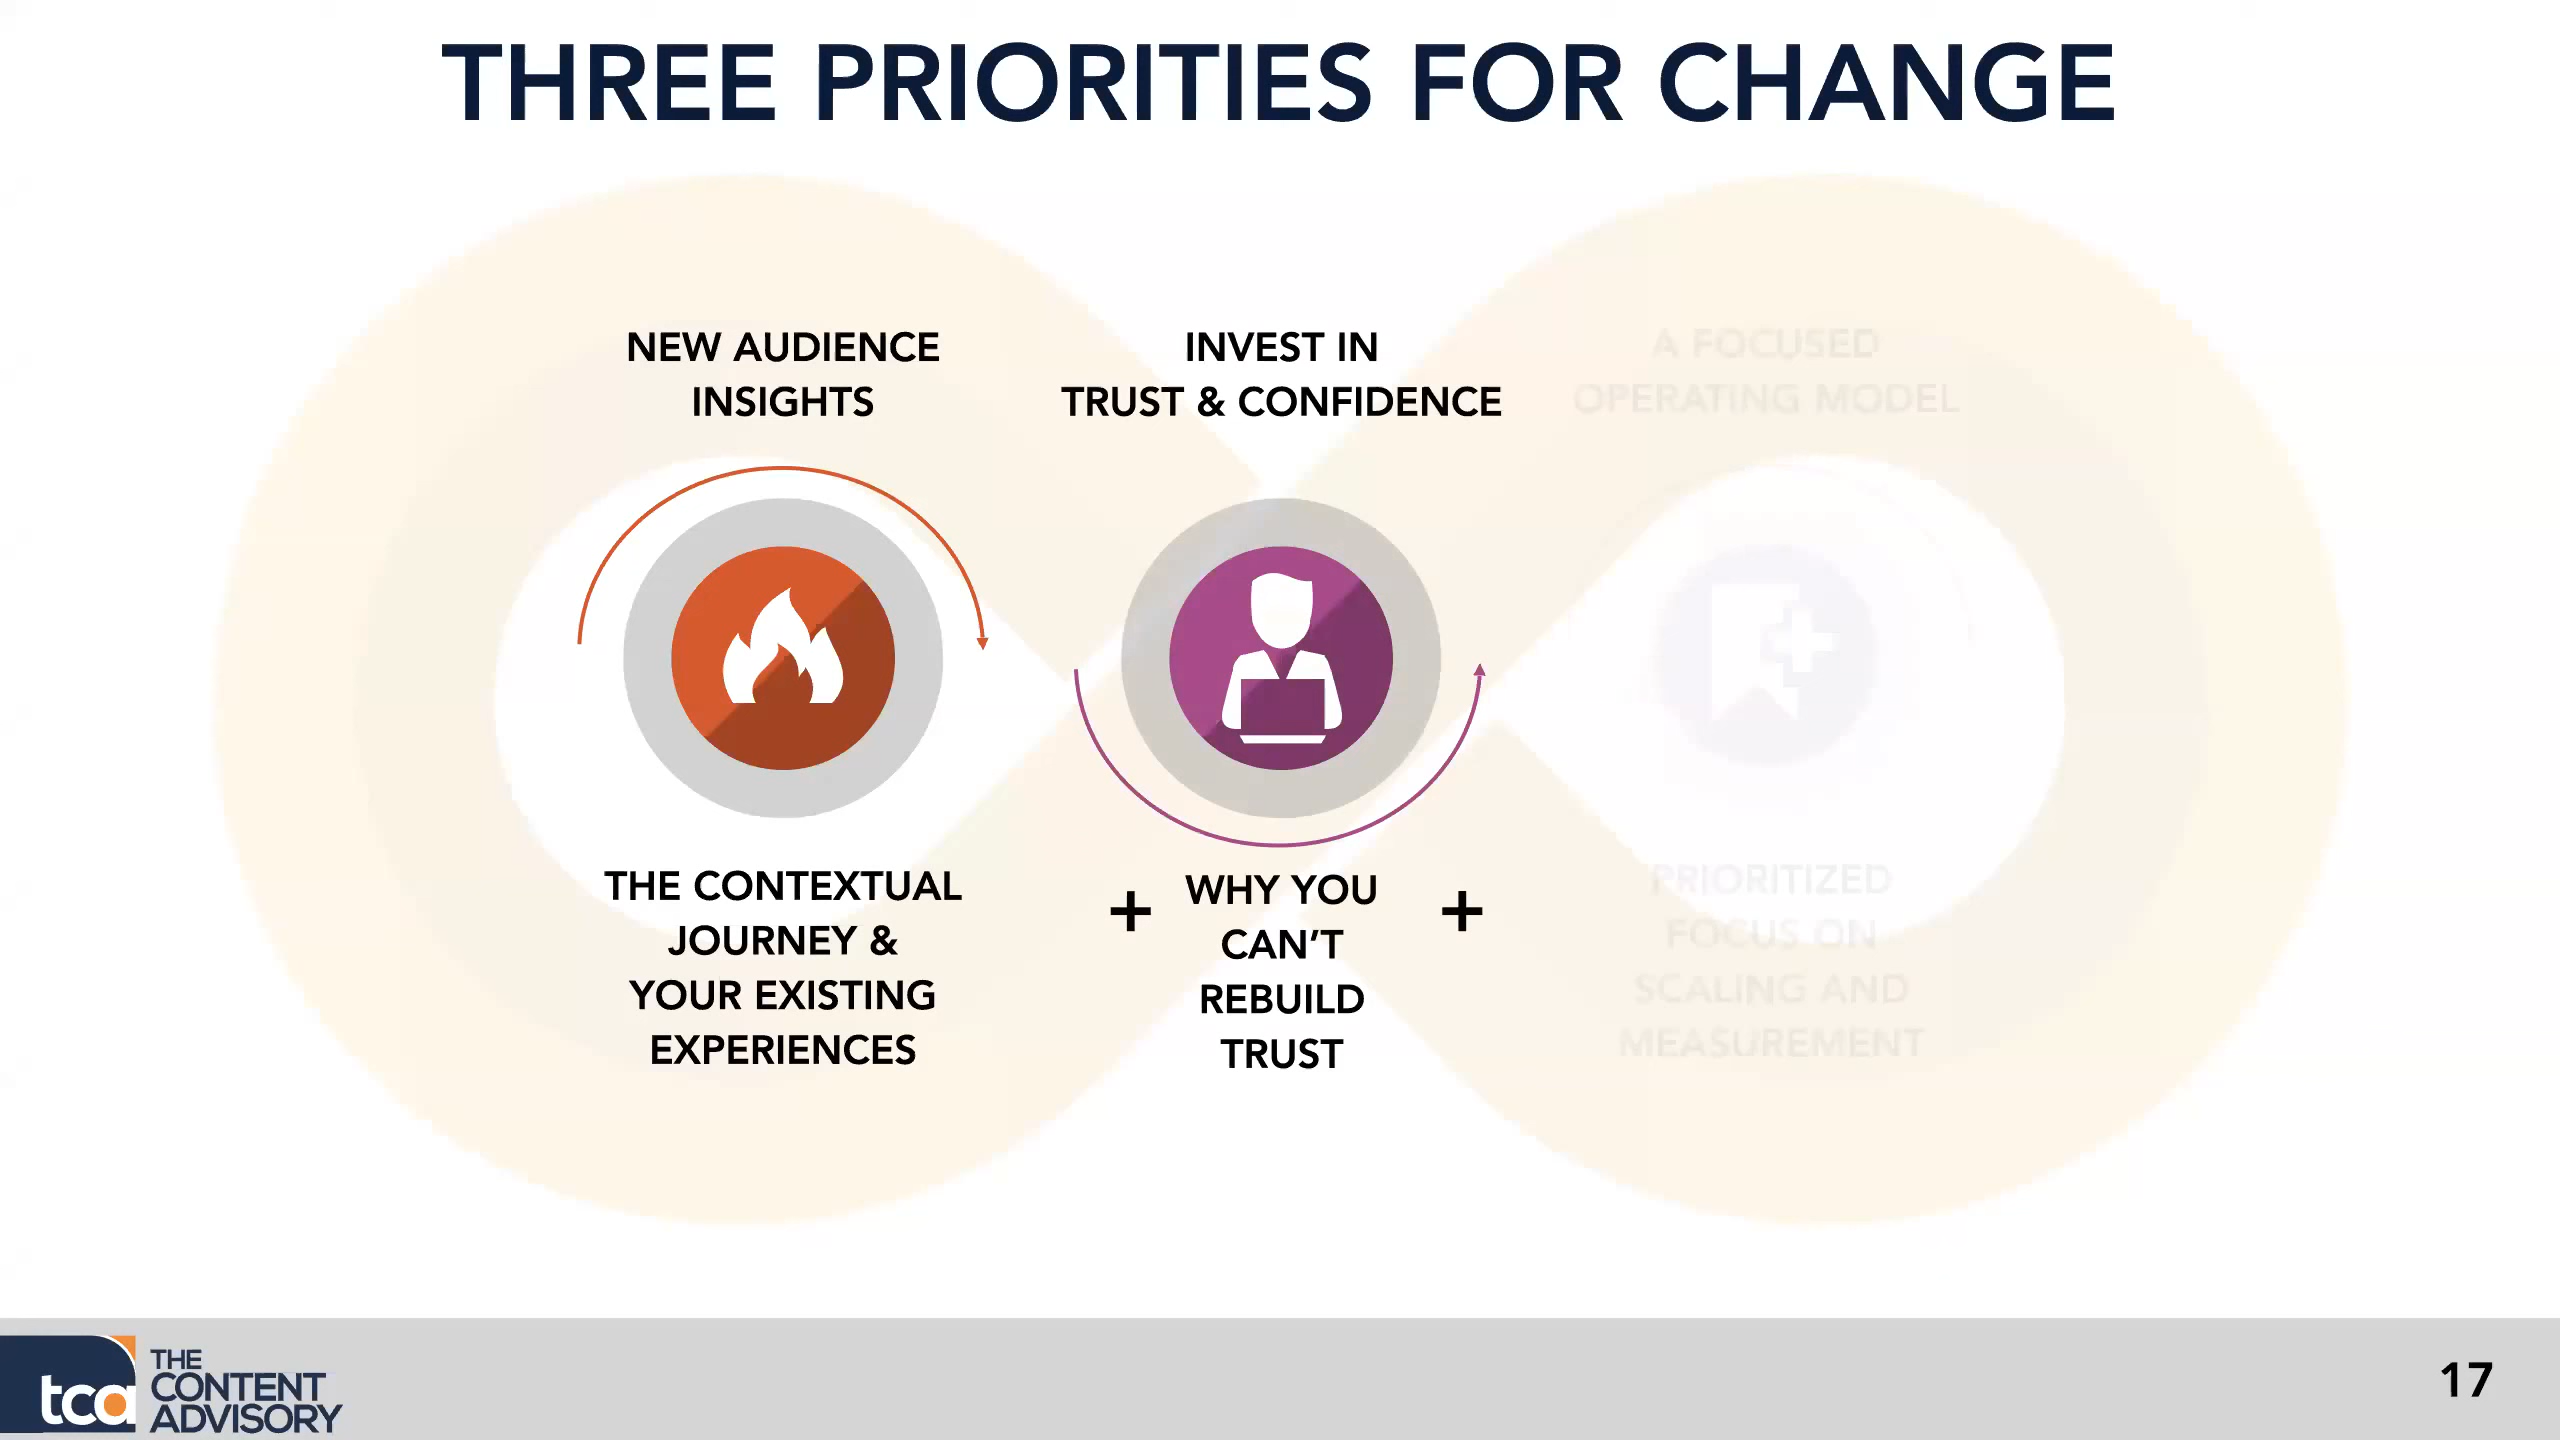 THREE PRIORITIES FOR CHANGE
NEW AUDIENCE
INSIGHTS
THE CONTEXTUAL
JOURNEY &
YOUR EXISTING
EXPERIENCES
INVEST IN
TRUST & CONFIDENCE
+
WHY YOU
CAN'T
REBUILD
TRUST
+
A FOCUSED
OPERATING MODEL
PRIORITIZED
FOCUS ON
SCALING AND
MEASUREMENT
tca
THE
CONTENT
ADVISORY
17